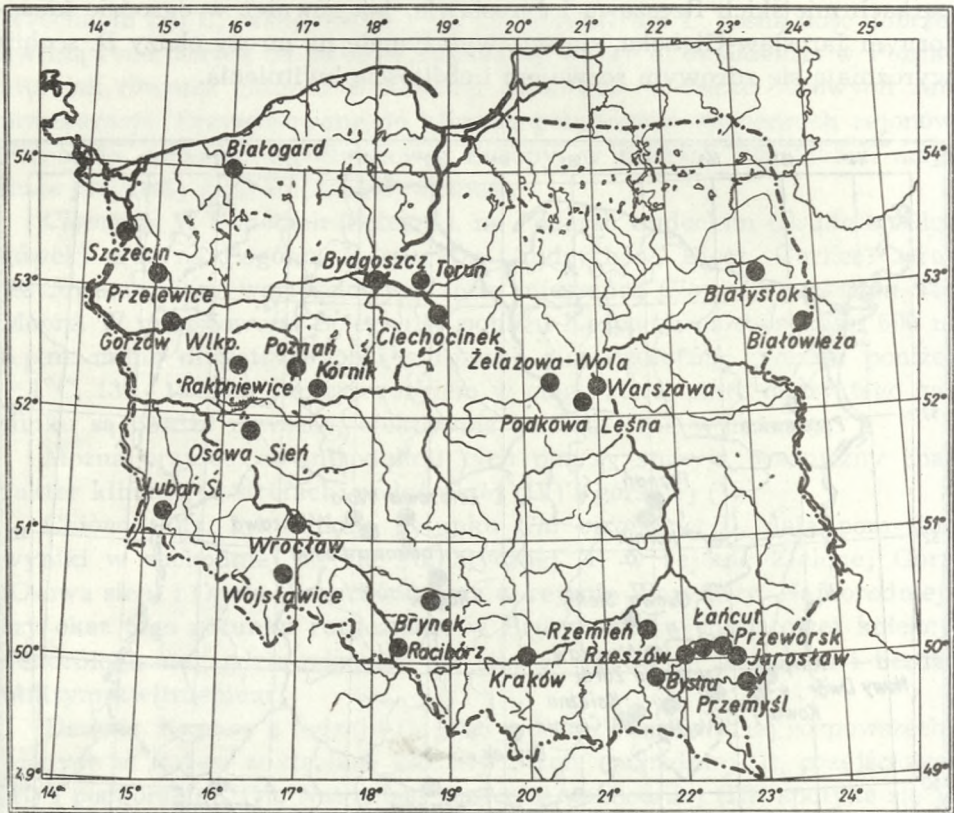 14° 15° 16° 17° 18° 19° 20° 21° 22° 23° 24° 25°
54° 54°
Białogard
Szczecin
Bydgoszcz Toruń
53° 53°
Przelewice
Białystok
Gorzów Wlkp.
Ciechocinek
Białowieża
Poznań
Żelazowa-Wola
Kórnik
Rakoniewice
Warszawa
52° 52°
Podkowa Leśna
Osowa Sień
Lubań Śl.
51° 51°
Wrocław
Wojsławice
Brynek
Łańcut
Rzemień
Przeworsk
50° 50°
Racibórz
Rzeszów
Jarosław
Kraków
Bystra
Przemyśl
49° 49°
14° 15° 16° 17° 18° 19° 20° 21° 22° 23° 24°